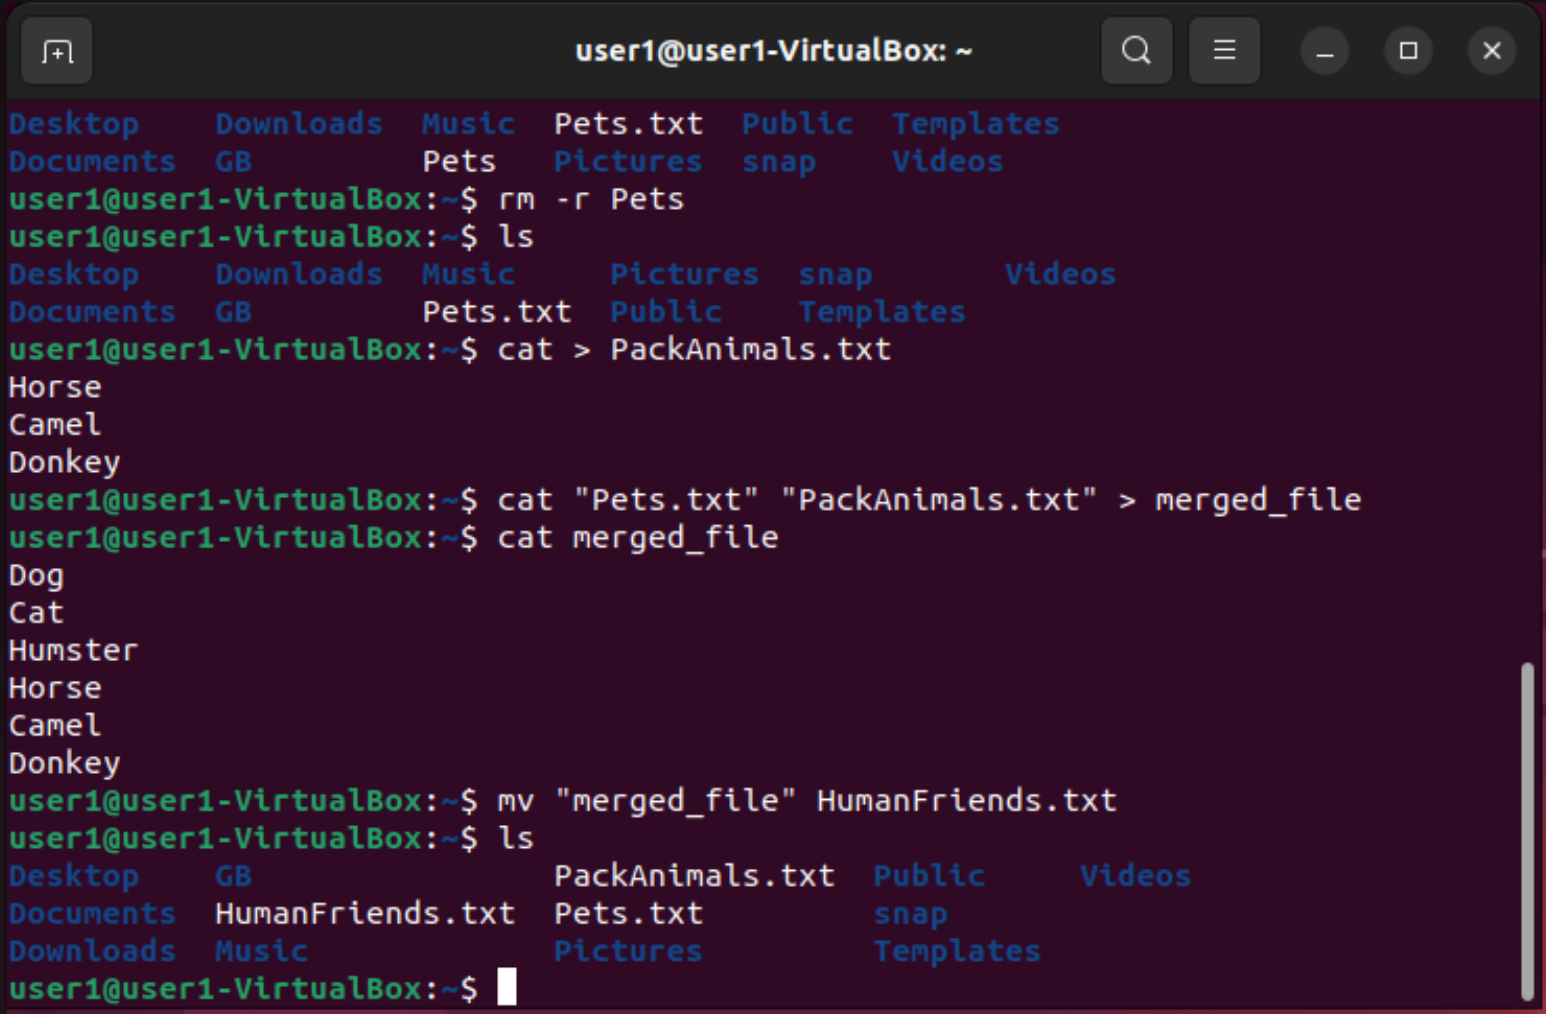 user1@user1-VirtualBox: ~
Desktop    Downloads  Music  Pets.txt  Public  Templates
Documents  GB         Pets   Pictures  snap    Videos
user1@user1-VirtualBox:~$ rm -r Pets
user1@user1-VirtualBox:~$ ls
Desktop    Downloads  Music     Pictures  snap       Videos
Documents  GB         Pets.txt  Public    Templates
user1@user1-VirtualBox:~$ cat > PackAnimals.txt
Horse
Camel
Donkey
user1@user1-VirtualBox:~$ cat "Pets.txt" "PackAnimals.txt" > merged_file
user1@user1-VirtualBox:~$ cat merged_file
Dog
Cat
Humster
Horse
Camel
Donkey
user1@user1-VirtualBox:~$ mv "merged_file" HumanFriends.txt
user1@user1-VirtualBox:~$ ls
Desktop    GB                PackAnimals.txt  Public     Videos
Documents  HumanFriends.txt  Pets.txt         snap
Downloads  Music             Pictures         Templates
user1@user1-VirtualBox:~$